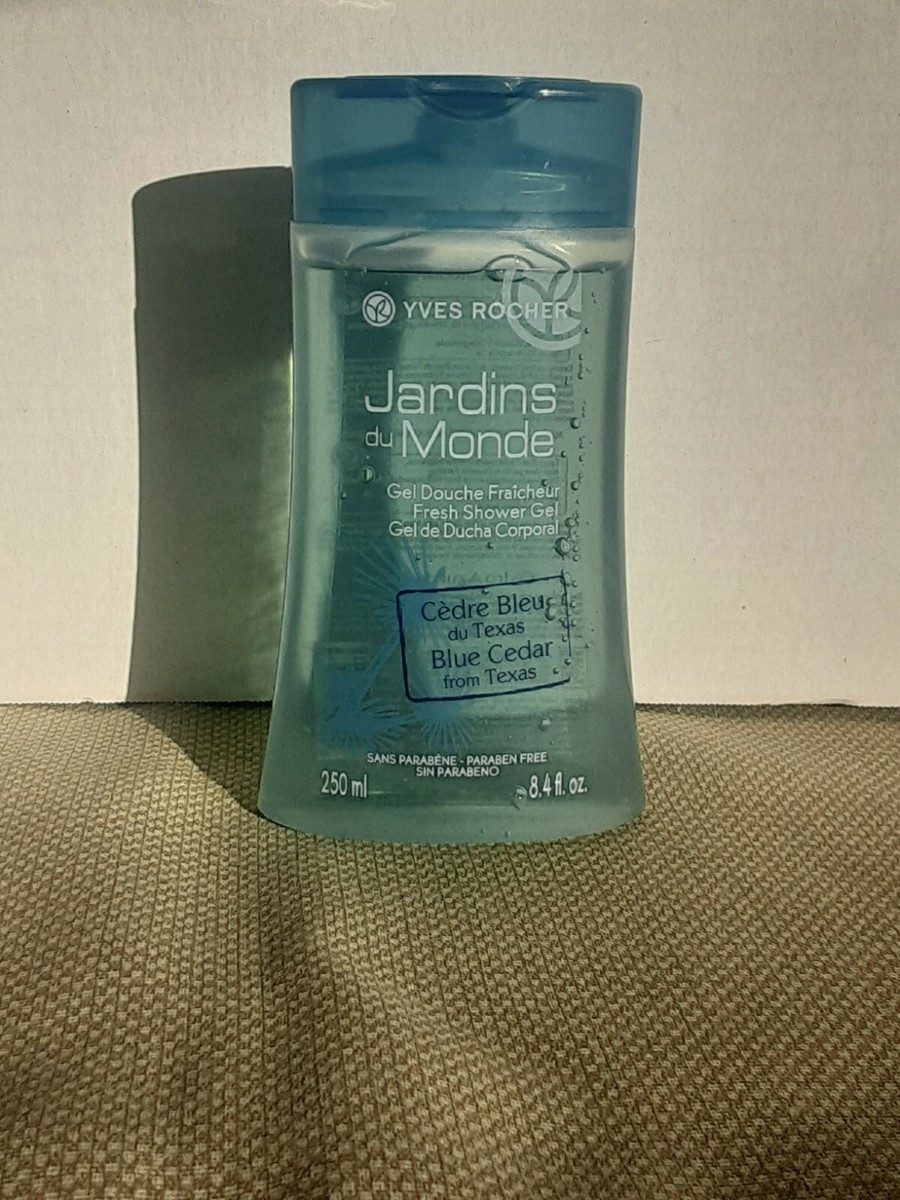 YVES ROCHER
Jardins
du Monde
Gel Douche Fraîcheur
Fresh Shower Gel
Gel de Ducha Corporal
Cèdre Bleu
du Texas
Blue Cedar
from Texas
SANS PARABÈNE - PARABEN FREE
SIN PARABENO
250 ml
8.4 fl. oz.